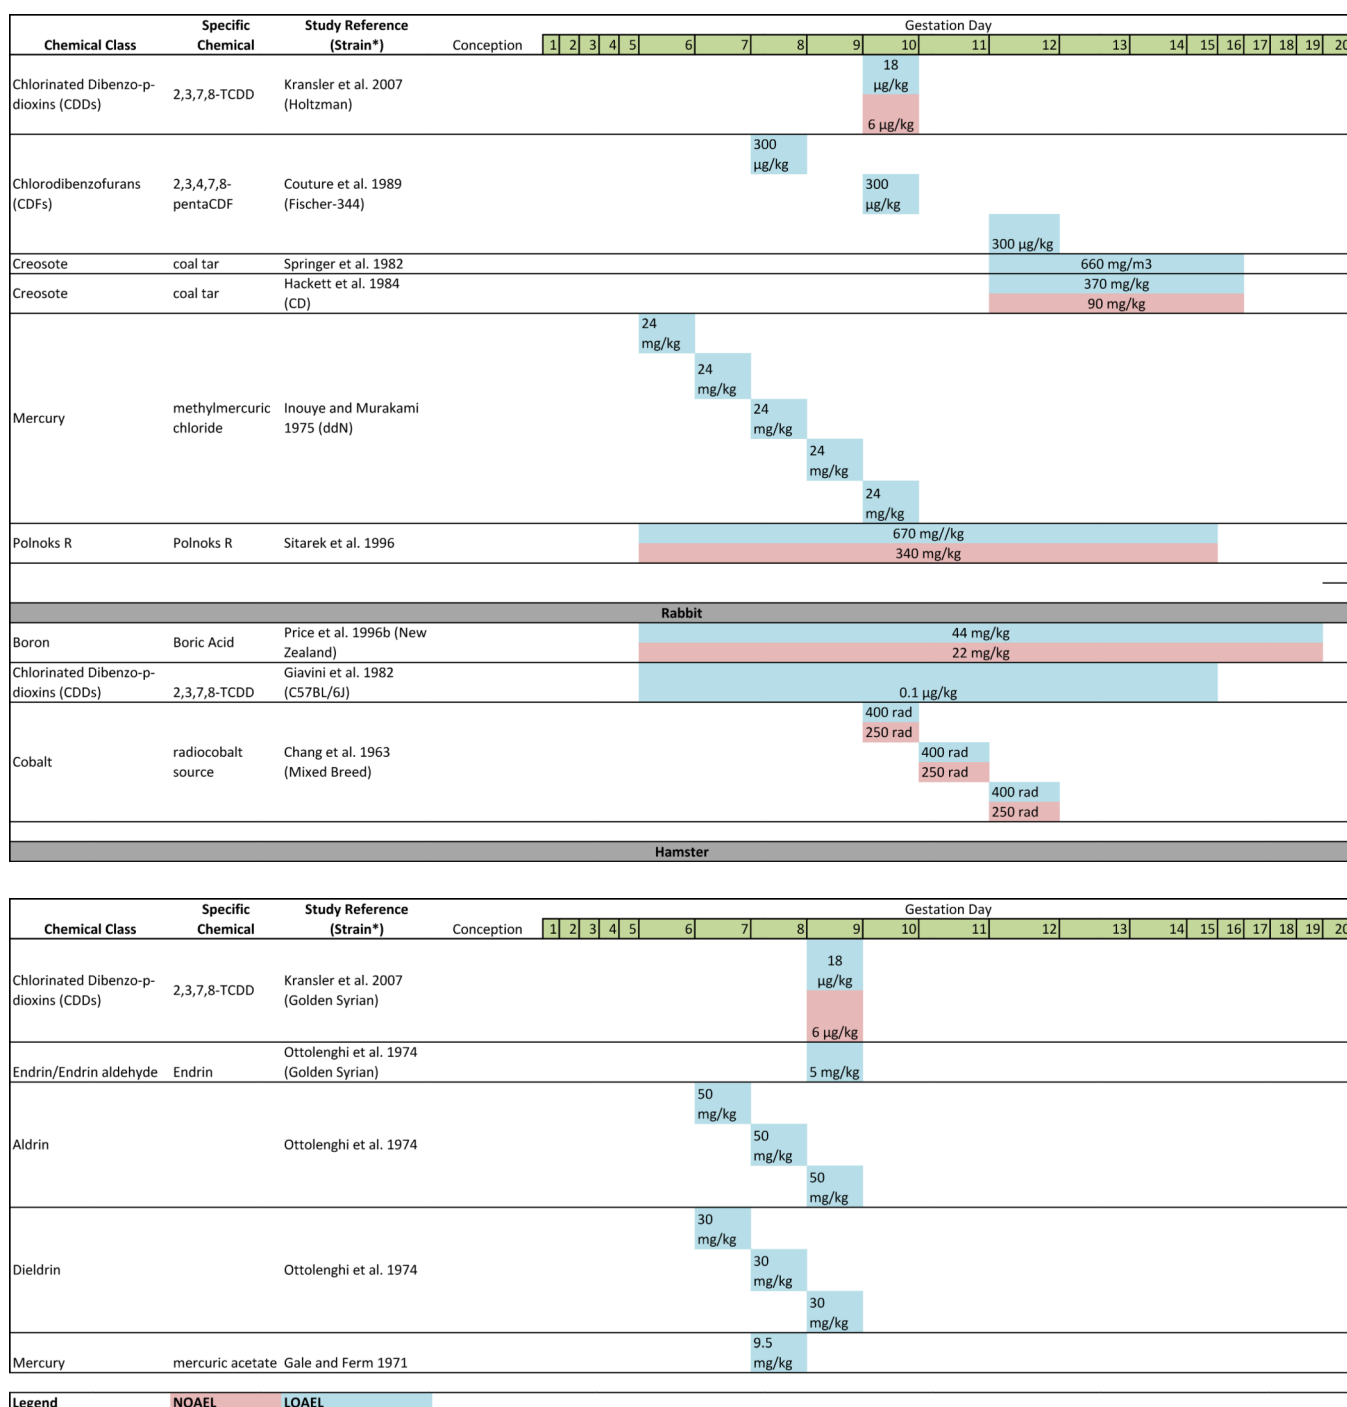 Gestation Day
Chemical Class Specific Chemical Study Reference (Strain*) Conception 1 2 3 4 5 6 7 8 9 10 11 12 13 14 15 16 17 18 19 20
Chlorinated Dibenzo-p-
dioxins (CDDs)
2,3,7,8-TCDD
Kransler et al. 2007
(Holtzman)
18
µg/kg
6 µg/kg
Chlorodibenzofurans
(CDFs)
2,3,4,7,8-
pentaCDF
Couture et al. 1989
(Fischer-344)
300
µg/kg
300
µg/kg
300 µg/kg
Creosote coal tar Springer et al. 1982 660 mg/m3
Creosote coal tar
Hackett et al. 1984
(CD)
370 mg/kg
90 mg/kg
Mercury
methylmercuric
chloride
Inouye and Murakami
1975 (ddN)
24
mg/kg
24
mg/kg
24
mg/kg
24
mg/kg
24
mg/kg
Polnoks R Polnoks R Sitarek et al. 1996
670 mg//kg
340 mg/kg
Rabbit
Boron Boric Acid
Price et al. 1996b (New
Zealand)
44 mg/kg
22 mg/kg
Chlorinated Dibenzo-p-
dioxins (CDDs)
2,3,7,8-TCDD
Giavini et al. 1982
(C57BL/6J)
0.1 µg/kg
Cobalt
radiocobalt
source
Chang et al. 1963
(Mixed Breed)
400 rad
250 rad
400 rad
250 rad
400 rad
250 rad
Hamster
Gestation Day
Chemical Class Specific Chemical Study Reference (Strain*) Conception 1 2 3 4 5 6 7 8 9 10 11 12 13 14 15 16 17 18 19 20
Chlorinated Dibenzo-p-
dioxins (CDDs)
2,3,7,8-TCDD
Kransler et al. 2007
(Golden Syrian)
18
µg/kg
6 µg/kg
Endrin/Endrin aldehyde Endrin
Ottolenghi et al. 1974
(Golden Syrian)
5 mg/kg
Aldrin Ottolenghi et al. 1974
50
mg/kg
50
mg/kg
50
mg/kg
Dieldrin Ottolenghi et al. 1974
30
mg/kg
30
mg/kg
30
mg/kg
Mercury mercuric acetate Gale and Ferm 1971
9.5
mg/kg
Legend NOAEL LOAEL